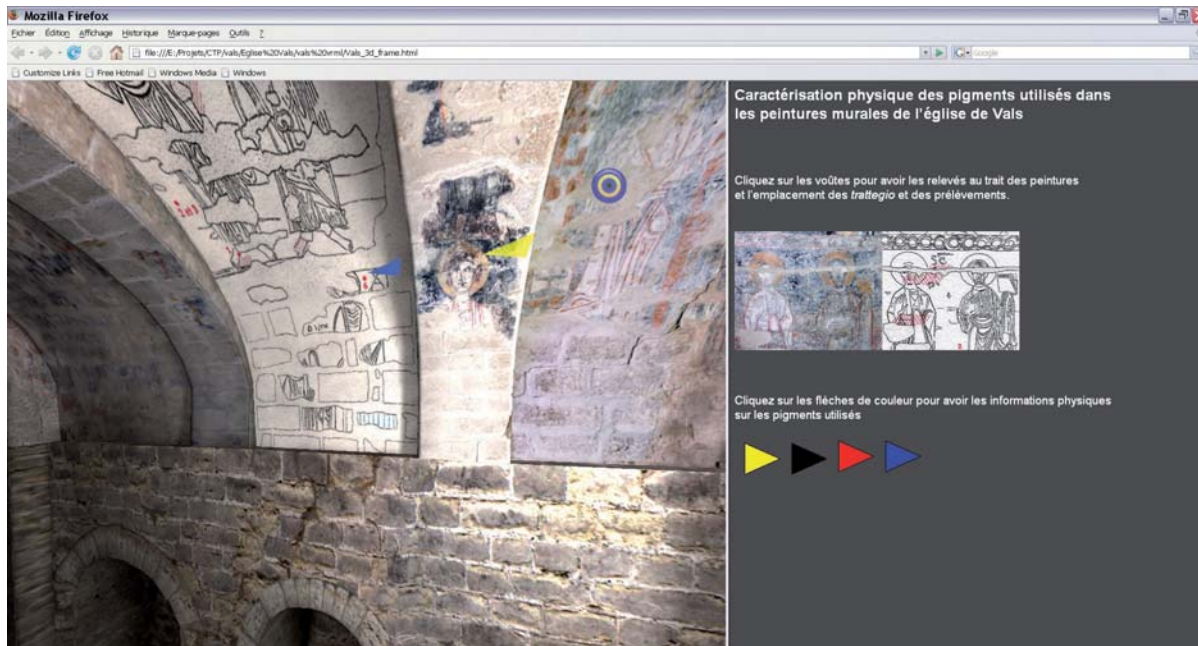 Mozilla Firefox
Fichier Édition Affichage Historique Marque-pages Outils ?
file:///E:/Projets/CTP/vals/Eglise%20Vals/vals%20vrml/Vals_3d_frame.html
Google
Customize Links Free Hotmail Windows Media Windows
Caractérisation physique des pigments utilisés dans
les peintures murales de l'église de Vals
Cliquez sur les voûtes pour avoir les relevés au trait des peintures
et l'emplacement des trattegio et des prélèvements.
Cliquez sur les flèches de couleur pour avoir les informations physiques
sur les pigments utilisés